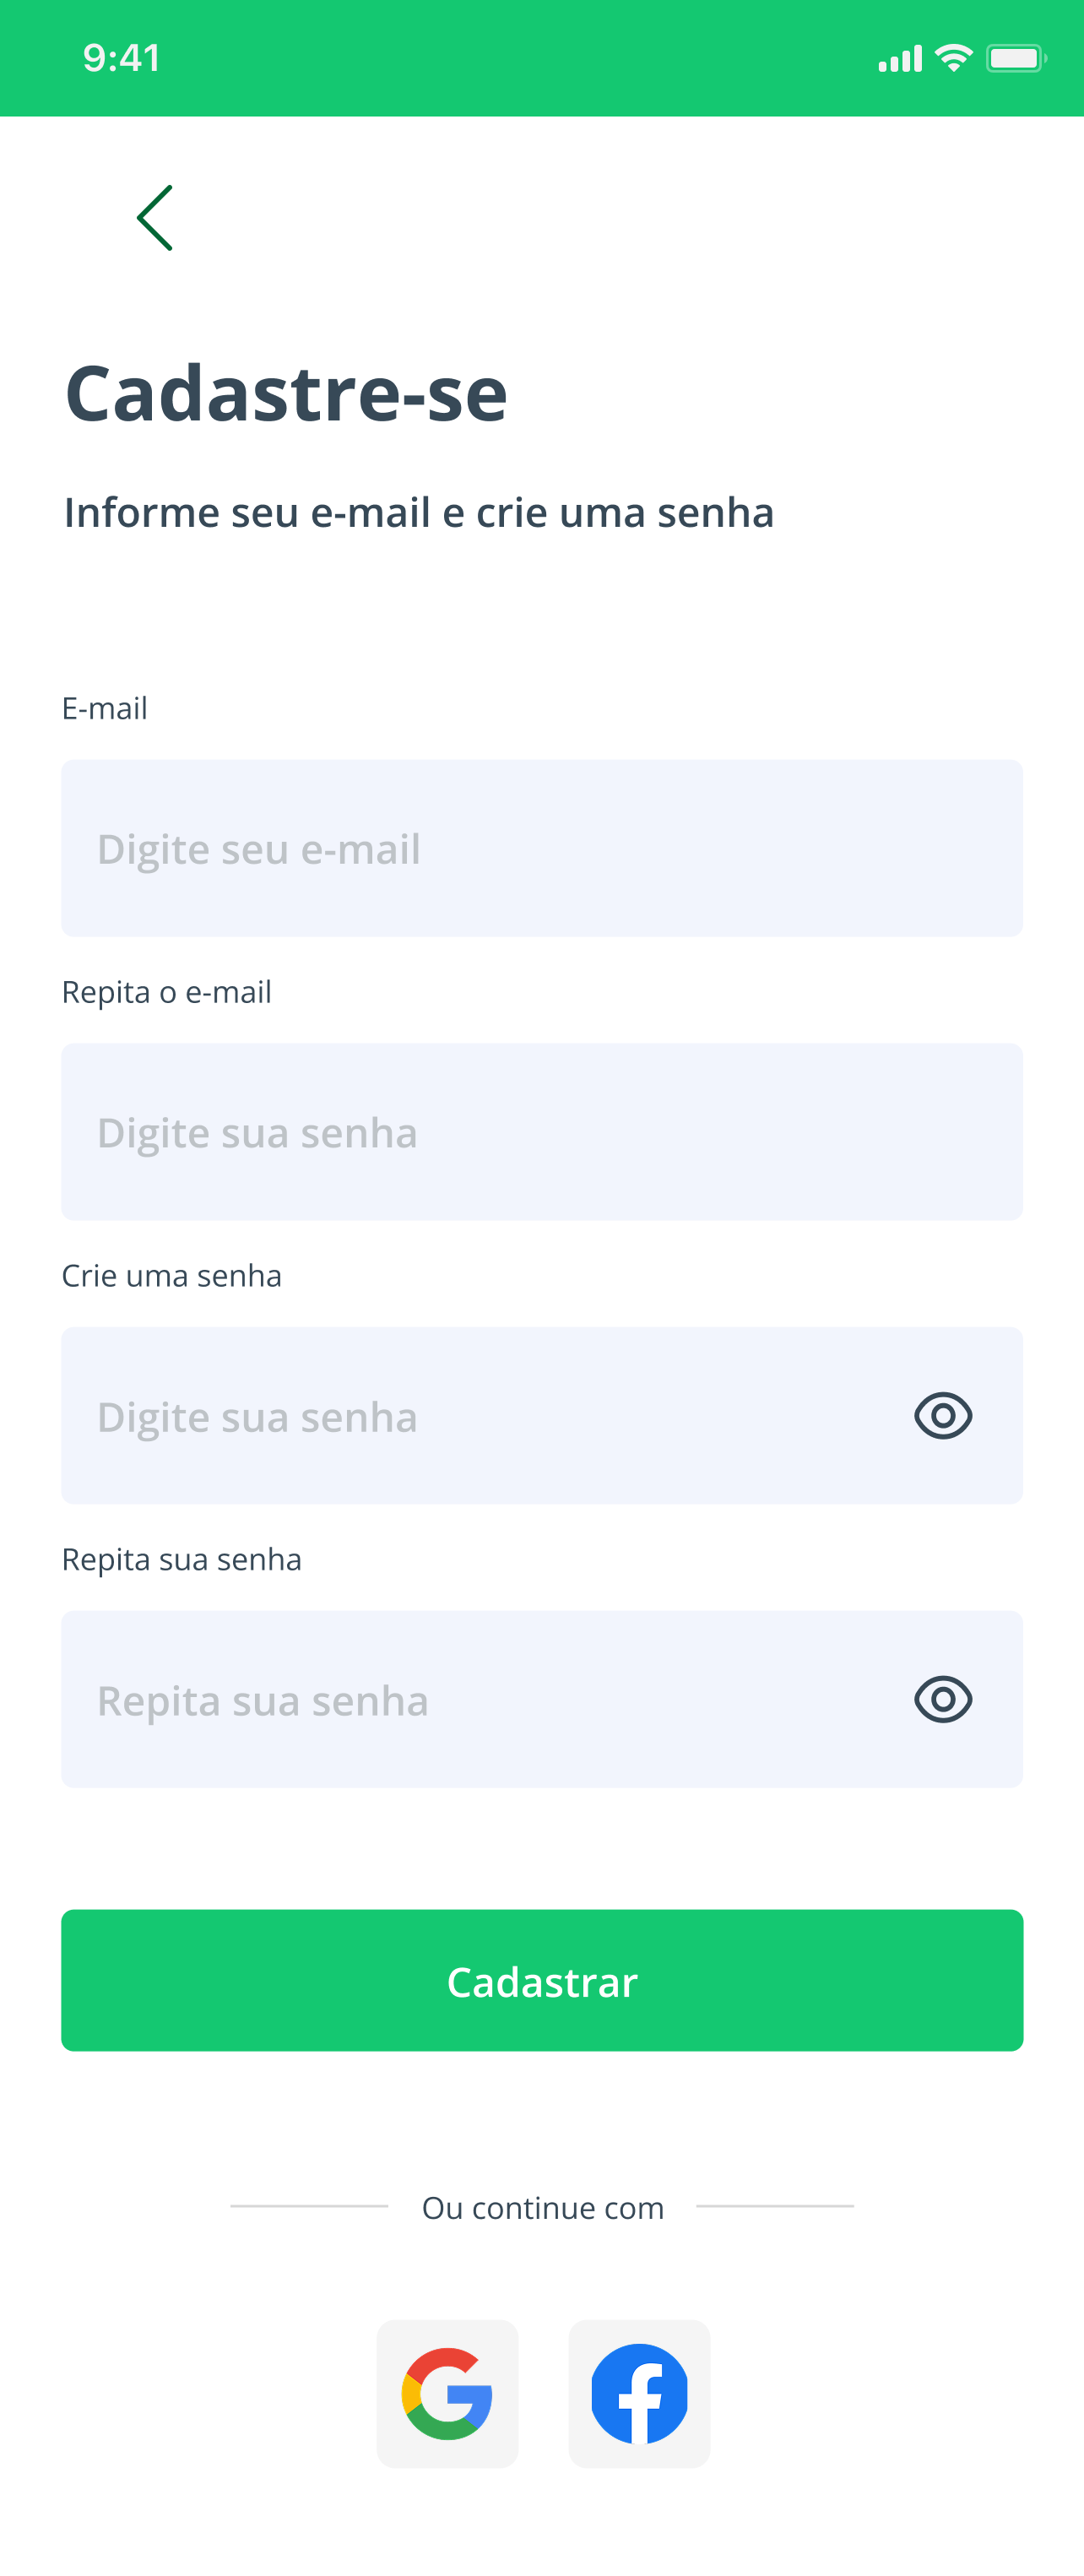 9:41
Cadastre-se
Informe seu e-mail e crie uma senha
E-mail
Digite seu e-mail
Repita o e-mail
Digite sua senha
Crie uma senha
Digite sua senha
Repita sua senha
Repita sua senha
Cadastrar
Ou continue com